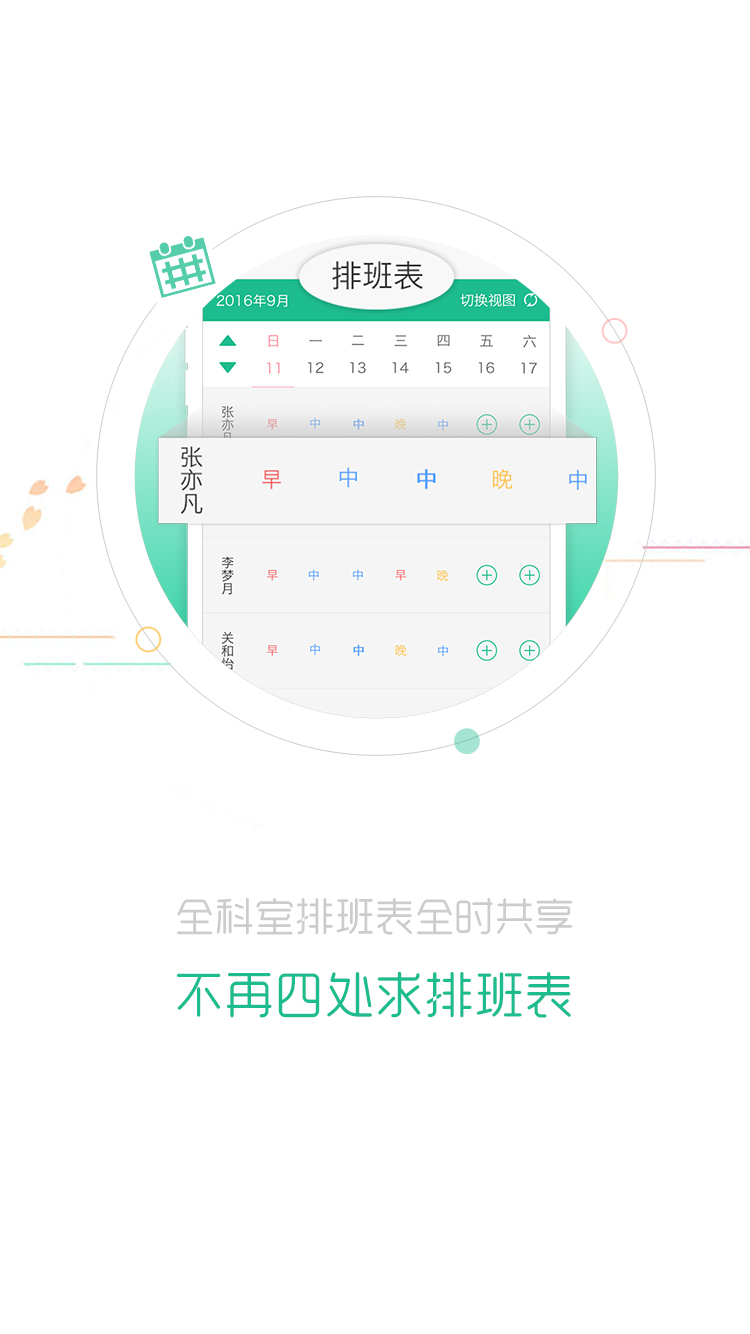 排班表
2016年9月 切换视图
日 一 二 三 四 五 六
11 12 13 14 15 16 17
张亦凡 早 中 中 晚 中
张亦凡 早 中 中 晚 中
李梦月 早 中 中 早 晚
关和怡 早 中 中 晚 中
全科室排班表全时共享
不再四处求排班表